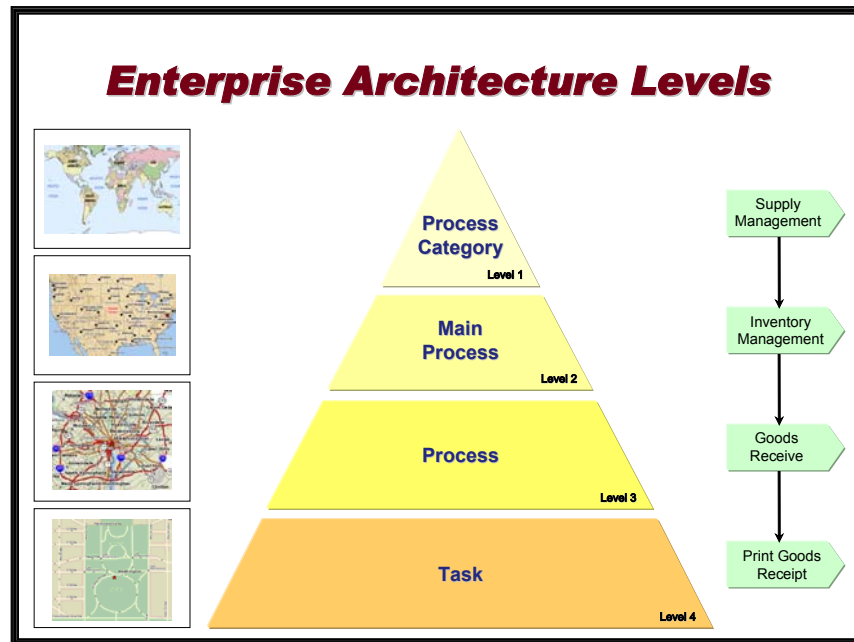 Enterprise Architecture Levels
Process
Category
Level 1
Main
Process
Level 2
Process
Level 3
Task
Level 4
Supply
Management
Inventory
Management
Goods
Receive
Print Goods
Receipt